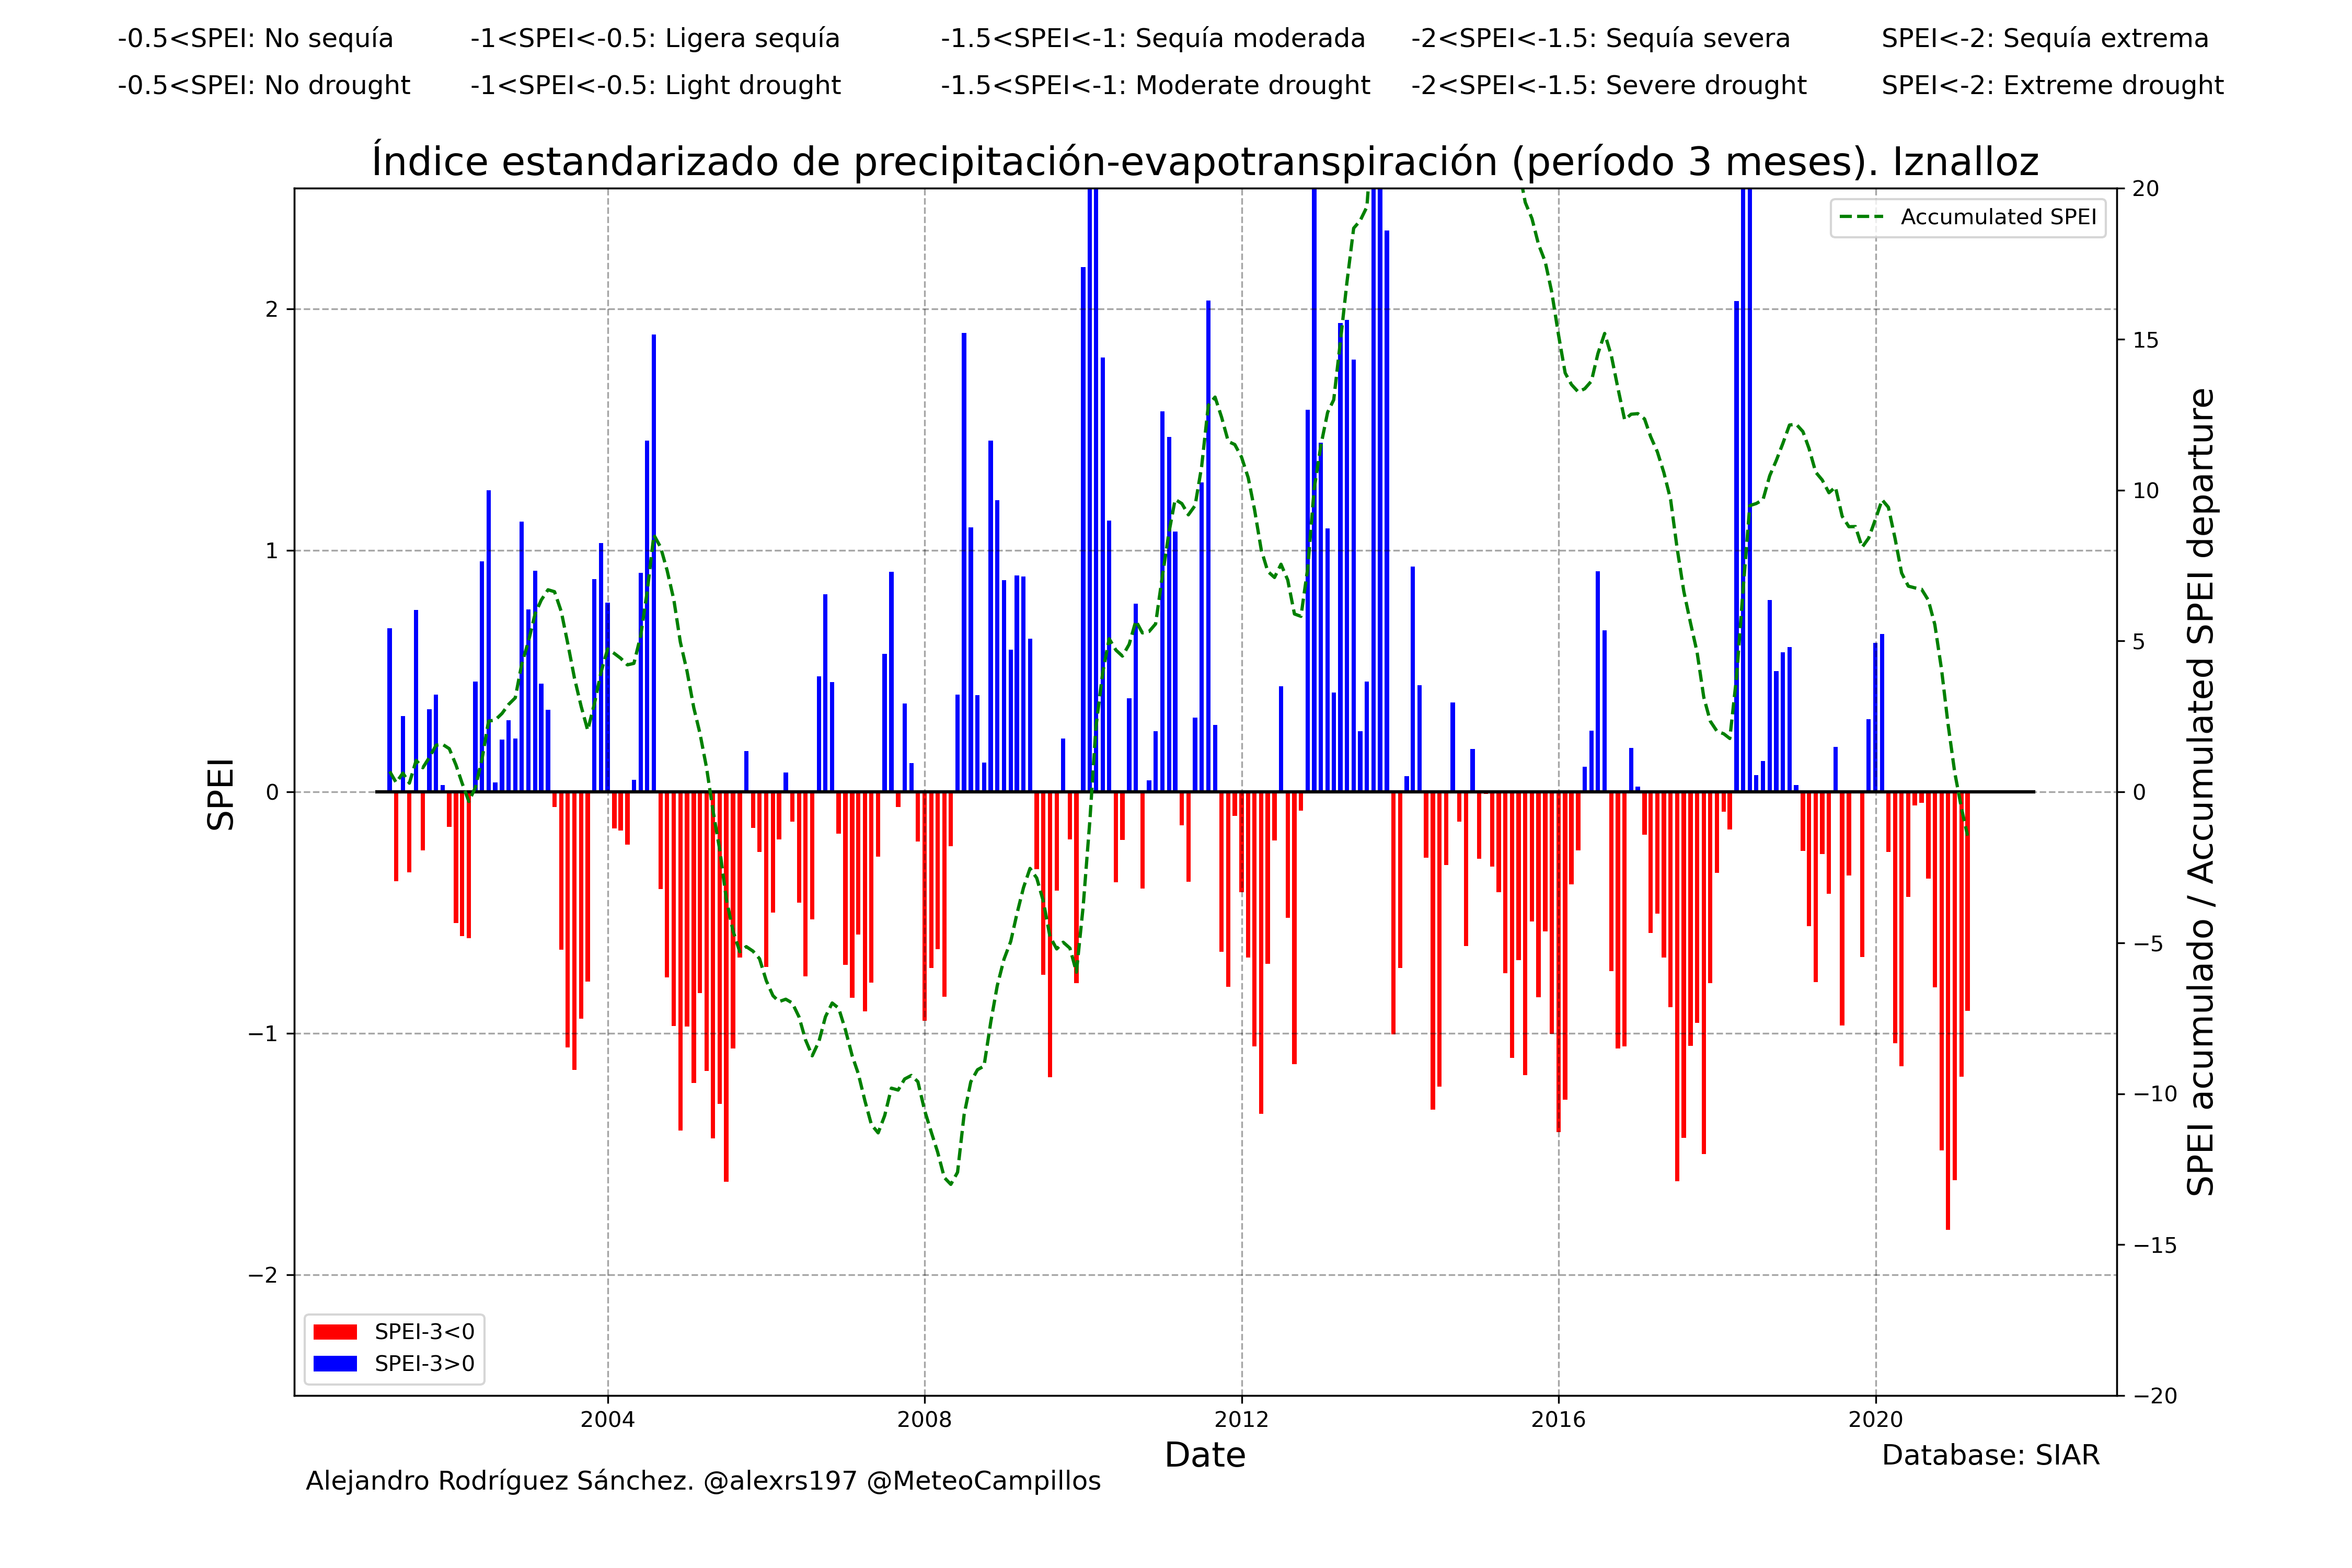 -0.5<SPEI: No sequía -1<SPEI<-0.5: Ligera sequía -1.5<SPEI<-1: Sequía moderada -2<SPEI<-1.5: Sequía severa SPEI<-2: Sequía extrema
-0.5<SPEI: No drought -1<SPEI<-0.5: Light drought -1.5<SPEI<-1: Moderate drought -2<SPEI<-1.5: Severe drought SPEI<-2: Extreme drought
Índice estandarizado de precipitación-evapotranspiración (período 3 meses). Iznalloz
Accumulated SPEI
SPEI
2
1
0
−1
−2
20
15
10
5
0
−5
−10
−15
−20
SPEI acumulado / Accumulated SPEI departure
SPEI-3<0
SPEI-3>0
2004 2008 2012 2016 2020
Date
Database: SIAR
Alejandro Rodríguez Sánchez. @alexrs197 @MeteoCampillos